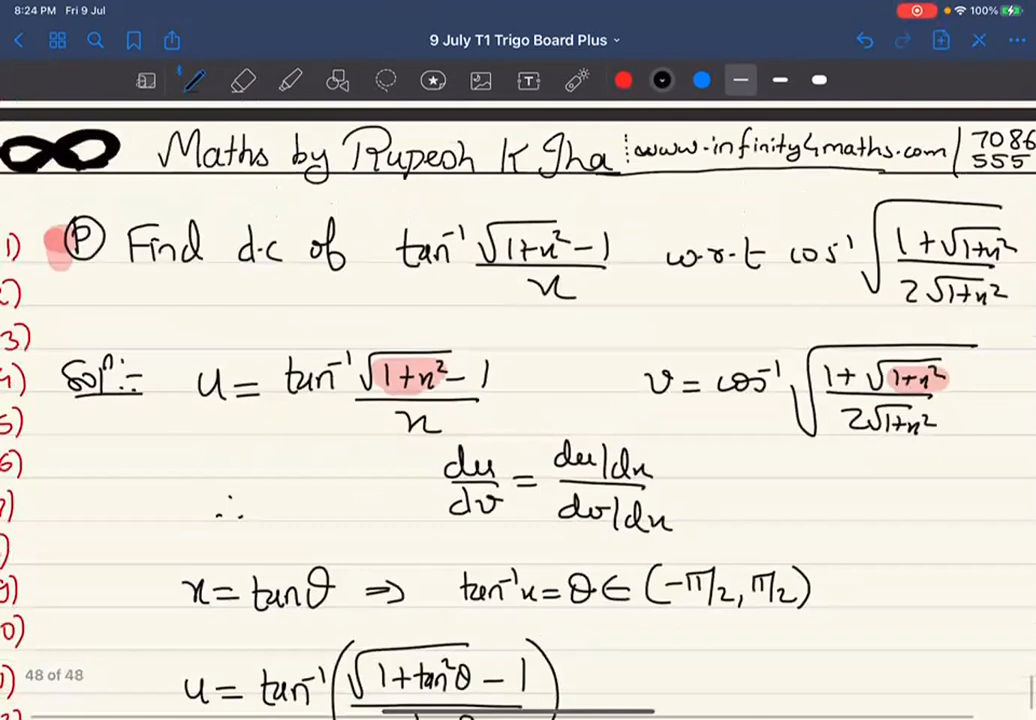 8:24 PM Fri 9 Jul 100%
9 July T1 Trigo Board Plus
Maths by Rupesh K Jha www.infinity4maths.com 7086
555
1) P Find d.c of tan⁻¹ (√(1+x²) - 1)/x w.r.t cos⁻¹ √((1+√(1+x²))/(2√(1+x²)))
2)
3)
4) Solⁿ:- u = tan⁻¹ (√(1+x²) - 1)/x v = cos⁻¹ √((1+√(1+x²))/(2√(1+x²)))
5)
6)
∴ du/dv = (du/dx)/(dv/dx)
x = tanθ ⇒ tan⁻¹x = θ ∈ (-π/2, π/2)
48 of 48
u = tan⁻¹(√(1+tan²θ) - 1